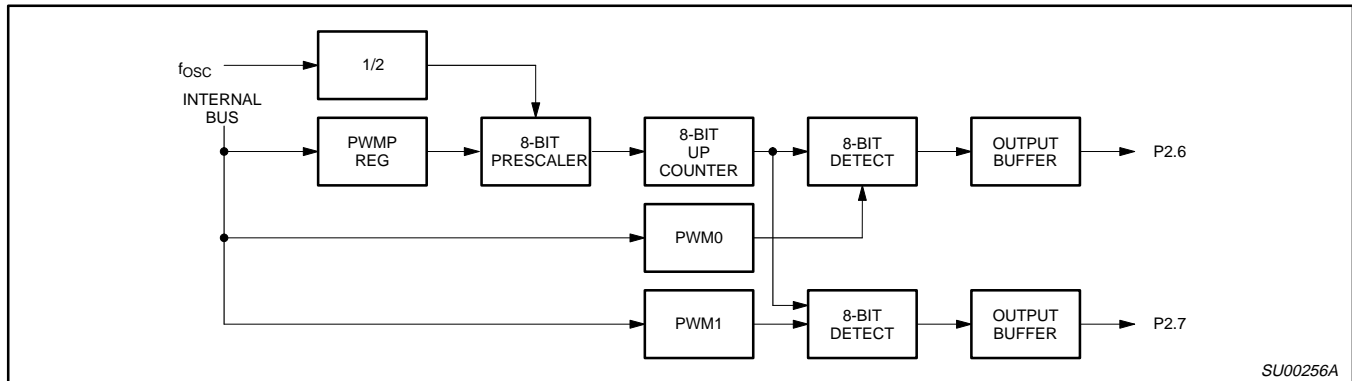 fOSC
1/2
INTERNAL
BUS
PWMP
REG
8-BIT
PRESCALER
8-BIT
UP
COUNTER
8-BIT
DETECT
OUTPUT
BUFFER
P2.6
PWM0
PWM1
8-BIT
DETECT
OUTPUT
BUFFER
P2.7
SU00256A